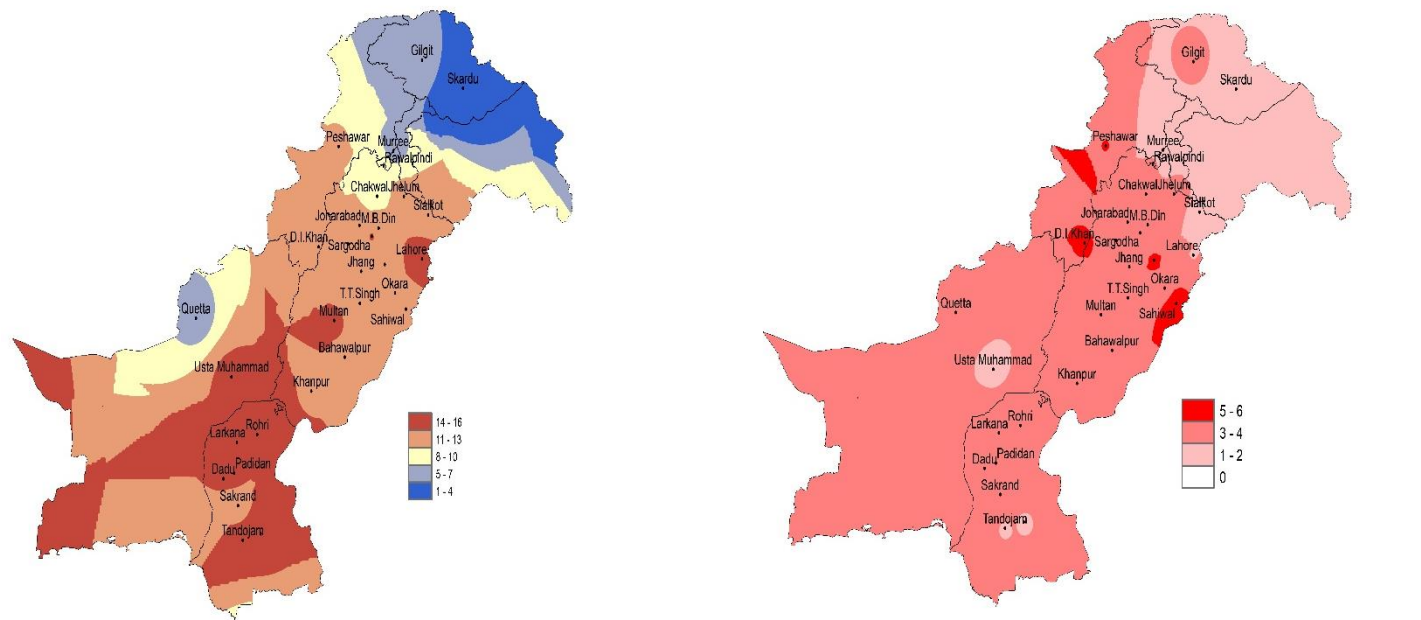 Gilgit
Skardu
Peshawar
Murree
Rawalpindi
Chakwal Jhelum
Sialkot
Joharabad M.B.Din
D.I.Khan
Sargodha
Lahore
Jhang
Okara
T.T.Singh
Quetta
Multan
Sahiwal
Bahawalpur
Usta Muhammad
Khanpur
Rohri
Larkana
Dadu Padidan
Sakrand
Tandojam
14 - 16
11 - 13
8 - 10
5 - 7
1 - 4
Gilgit
Skardu
Peshawar
Murree
Rawalpindi
Chakwal Jhelum
Sialkot
Joharabad M.B.Din
D.I.Khan
Sargodha
Lahore
Jhang
Okara
T.T.Singh
Quetta
Multan
Sahiwal
Bahawalpur
Usta Muhammad
Khanpur
Rohri
Larkana
Dadu Padidan
Sakrand
Tandojam
5 - 6
3 - 4
1 - 2
0